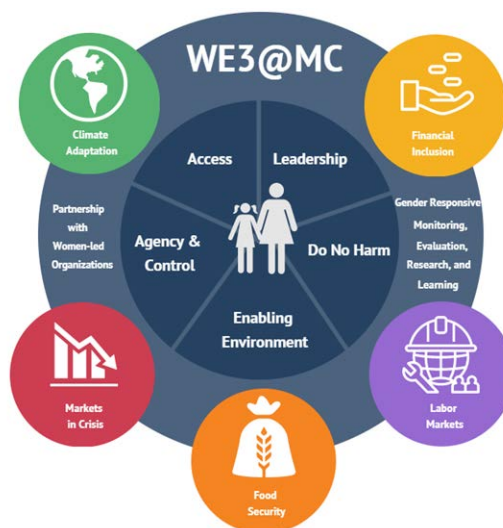 WE3@MC
Climate
Adaptation
Financial
Inclusion
Access
Leadership
Partnership
with
Women-led
Organizations
Agency &
Control
Do No Harm
Gender Responsive
Monitoring,
Evaluation,
Research, and
Learning
Enabling
Environment
Markets
in Crisis
Labor
Markets
Food
Security